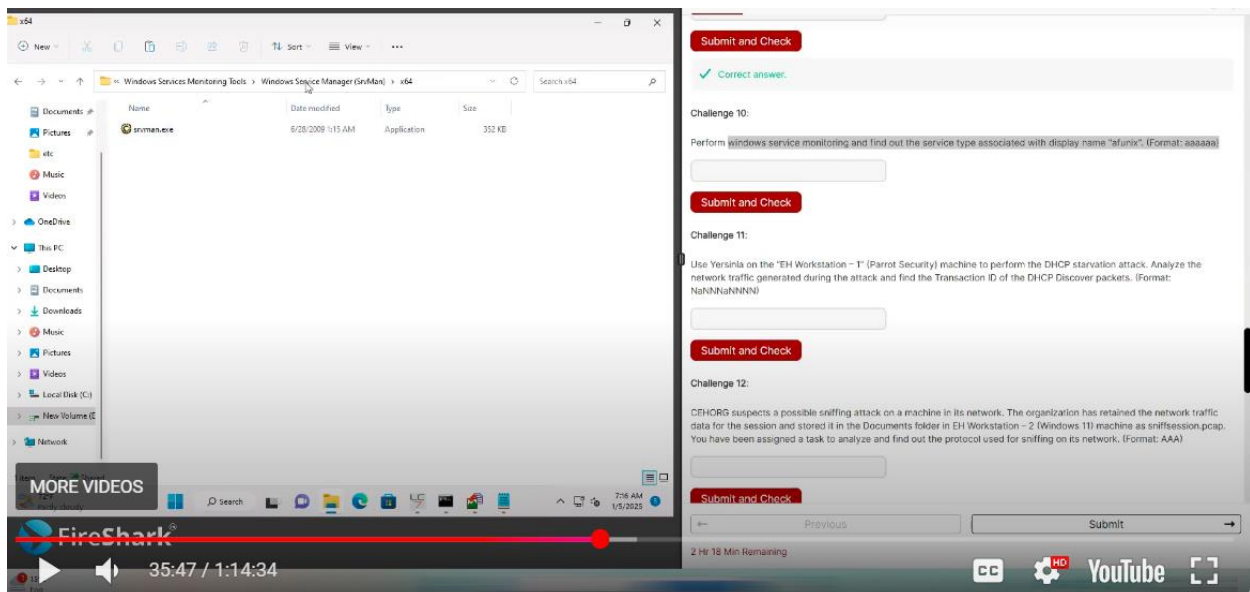 x64
New
Sort
View
Windows Services Monitoring Tools > Windows Service Manager (SrvMan) > x64
Search x64
Name
Date modified
Type
Size
srvman.exe
6/28/2009 1:15 AM
Application
352 KB
Documents
Pictures
etc
Music
Videos
OneDrive
This PC
Desktop
Documents
Downloads
Music
Pictures
Videos
Local Disk (C:)
New Volume (E
Network
MORE VIDEOS
Search
7:16 AM
1/5/2025
FireShark®
35:47 / 1:14:34
Submit and Check
Correct answer.
Challenge 10:
Perform windows service monitoring and find out the service type associated with display name "afunix". (Format: aaaaaa)
Submit and Check
Challenge 11:
Use Yersinia on the "EH Workstation – 1" (Parrot Security) machine to perform the DHCP starvation attack. Analyze the
network traffic generated during the attack and find the Transaction ID of the DHCP Discover packets. (Format:
NaNNNaNNNN)
Submit and Check
Challenge 12:
CEHORG suspects a possible sniffing attack on a machine in its network. The organization has retained the network traffic
data for the session and stored it in the Documents folder in EH Workstation – 2 (Windows 11) machine as sniffsession.pcap.
You have been assigned a task to analyze and find out the protocol used for sniffing on its network. (Format: AAA)
Submit and Check
Previous
Submit
2 Hr 18 Min Remaining
CC
HD
YouTube